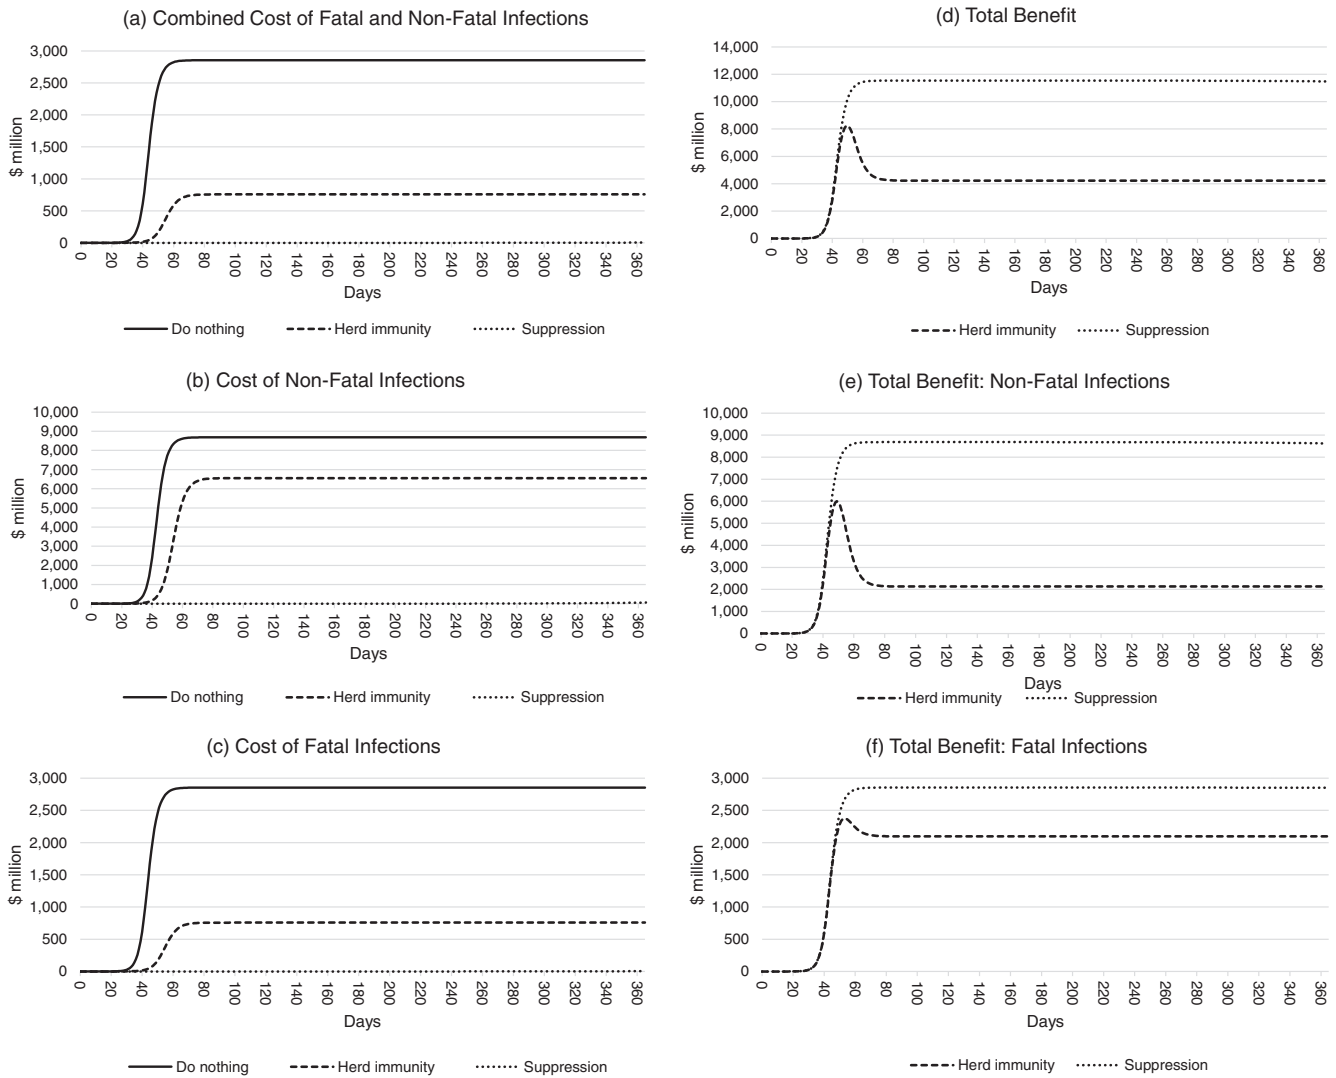 (a) Combined Cost of Fatal and Non-Fatal Infections
$ million
3,000
2,500
2,000
1,500
1,000
500
0
0 20 40 60 80 100 120 140 160 180 200 220 240 260 280 300 320 340 360
Days
Do nothing Herd immunity Suppression
(d) Total Benefit
$ million
14,000
12,000
10,000
8,000
6,000
4,000
2,000
0
0 20 40 60 80 100 120 140 160 180 200 220 240 260 280 300 320 340 360
Days
Herd immunity Suppression
(b) Cost of Non-Fatal Infections
$ million
10,000
9,000
8,000
7,000
6,000
5,000
4,000
3,000
2,000
1,000
0
0 20 40 60 80 100 120 140 160 180 200 220 240 260 280 300 320 340 360
Days
Do nothing Herd immunity Suppression
(e) Total Benefit: Non-Fatal Infections
$ million
10,000
9,000
8,000
7,000
6,000
5,000
4,000
3,000
2,000
1,000
0
0 20 40 60 80 100 120 140 160 180 200 220 240 260 280 300 320 340 360
Days
Herd immunity Suppression
(c) Cost of Fatal Infections
$ million
3,000
2,500
2,000
1,500
1,000
500
0
0 20 40 60 80 100 120 140 160 180 200 220 240 260 280 300 320 340 360
Days
Do nothing Herd immunity Suppression
(f) Total Benefit: Fatal Infections
$ million
3,000
2,500
2,000
1,500
1,000
500
0
0 20 40 60 80 100 120 140 160 180 200 220 240 260 280 300 320 340 360
Days
Herd immunity Suppression